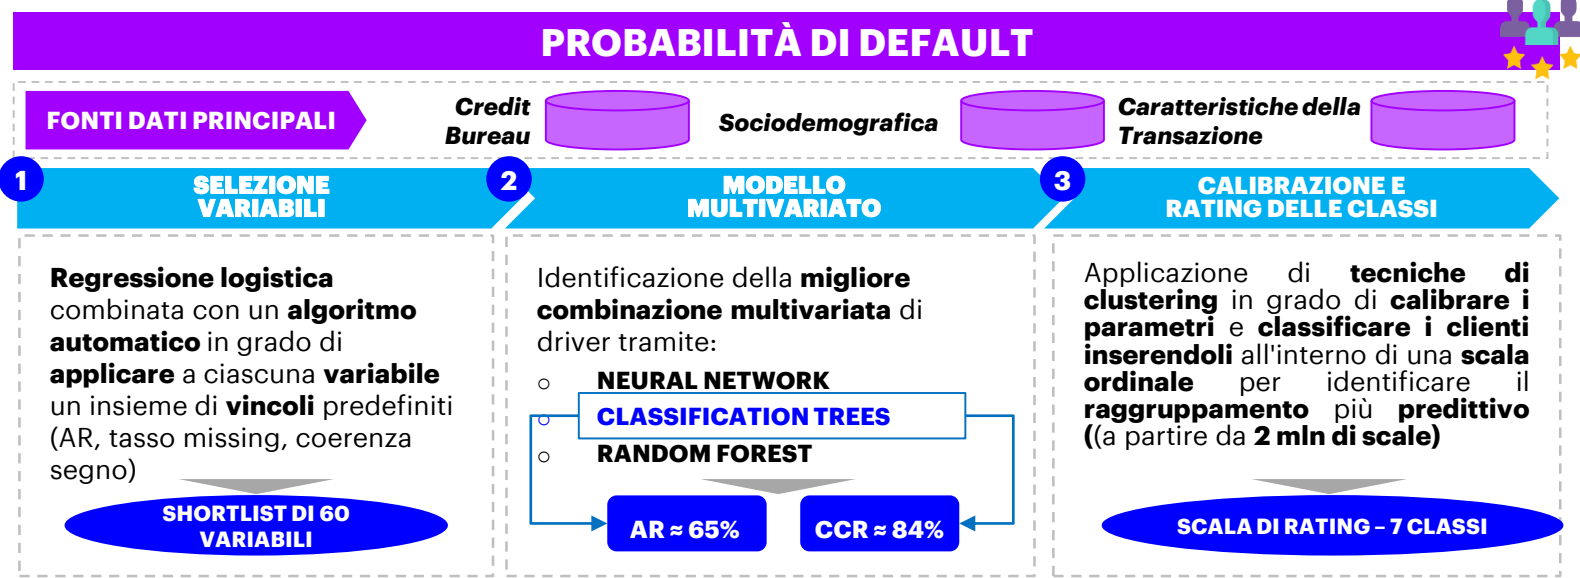 PROBABILITÀ DI DEFAULT
FONTI DATI PRINCIPALI
Credit
Bureau
Sociodemografica
Caratteristiche della
Transazione
1
SELEZIONE
VARIABILI
2
MODELLO
MULTIVARIATO
3
CALIBRAZIONE E
RATING DELLE CLASSI
Regressione logistica
combinata con un algoritmo
automatico in grado di
applicare a ciascuna variabile
un insieme di vincoli predefiniti
(AR, tasso missing, coerenza
segno)
SHORTLIST DI 60
VARIABILI
Identificazione della migliore
combinazione multivariata di
driver tramite:
o NEURAL NETWORK
o CLASSIFICATION TREES
o RANDOM FOREST
AR ≈ 65%
CCR ≈ 84%
Applicazione di tecniche di
clustering in grado di calibrare i
parametri e classificare i clienti
inserendoli all'interno di una scala
ordinale per identificare il
raggruppamento più predittivo
((a partire da 2 mln di scale)
SCALA DI RATING – 7 CLASSI